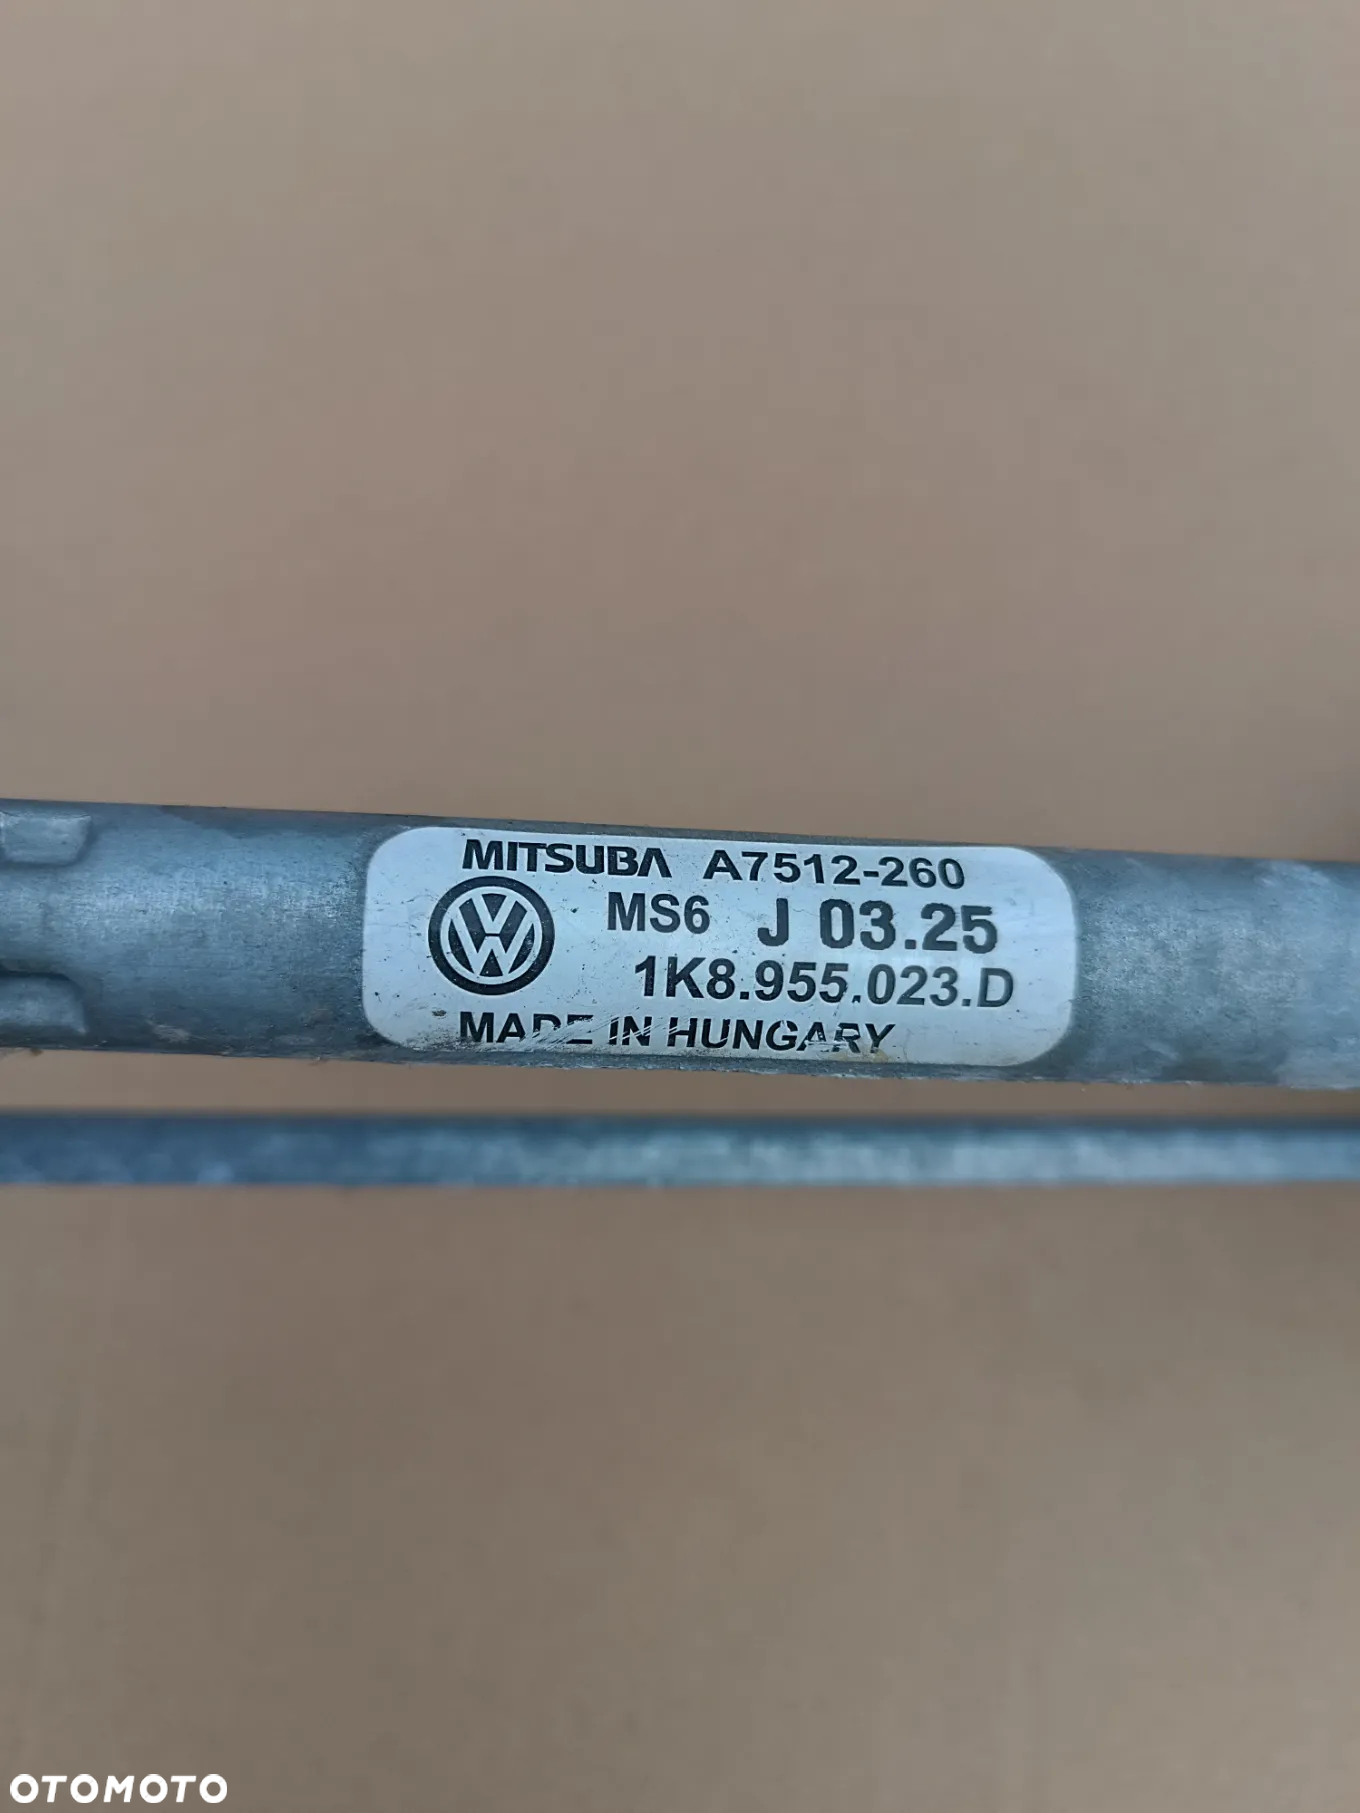 MITSUBA A7512-260
MS6 J 03.25
1K8.955.023.D
MADE IN HUNGARY
OTOMOTO